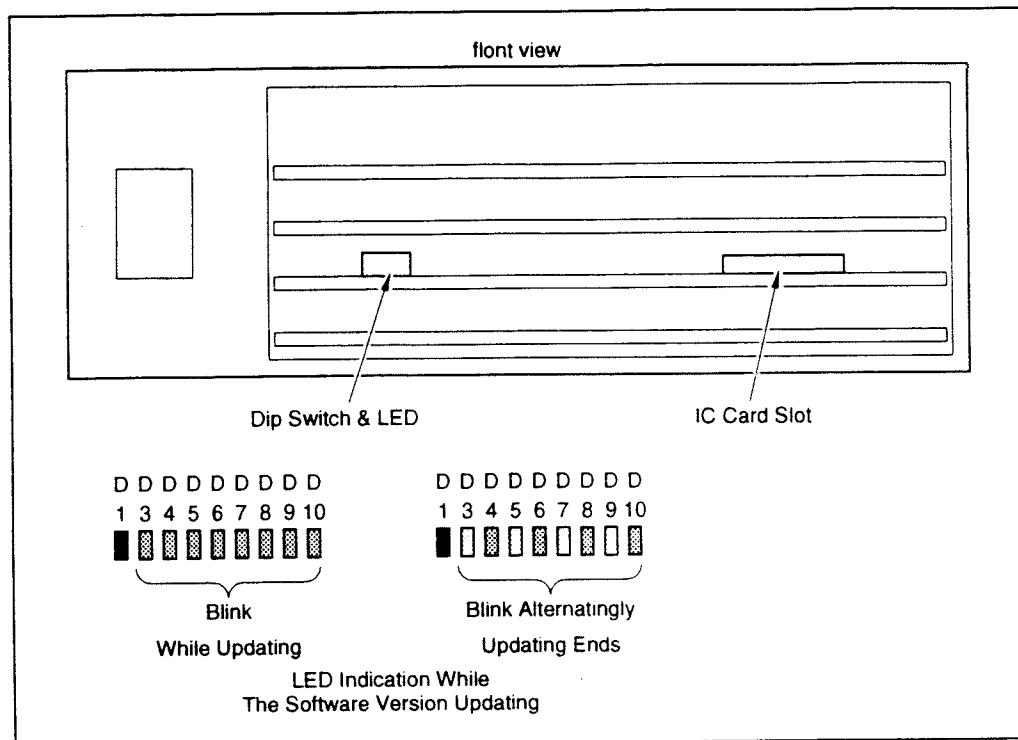 flont view
Dip Switch & LED
IC Card Slot
D D D D D D D D D
1 3 4 5 6 7 8 9 10
Blink
While Updating
D D D D D D D D D
1 3 4 5 6 7 8 9 10
Blink Alternatingly
Updating Ends
LED Indication While
The Software Version Updating